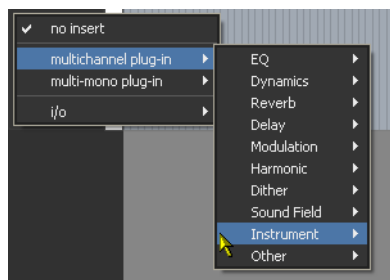 no insert
multichannel plug-in
multi-mono plug-in
i/o
EQ
Dynamics
Reverb
Delay
Modulation
Harmonic
Dither
Sound Field
Instrument
Other